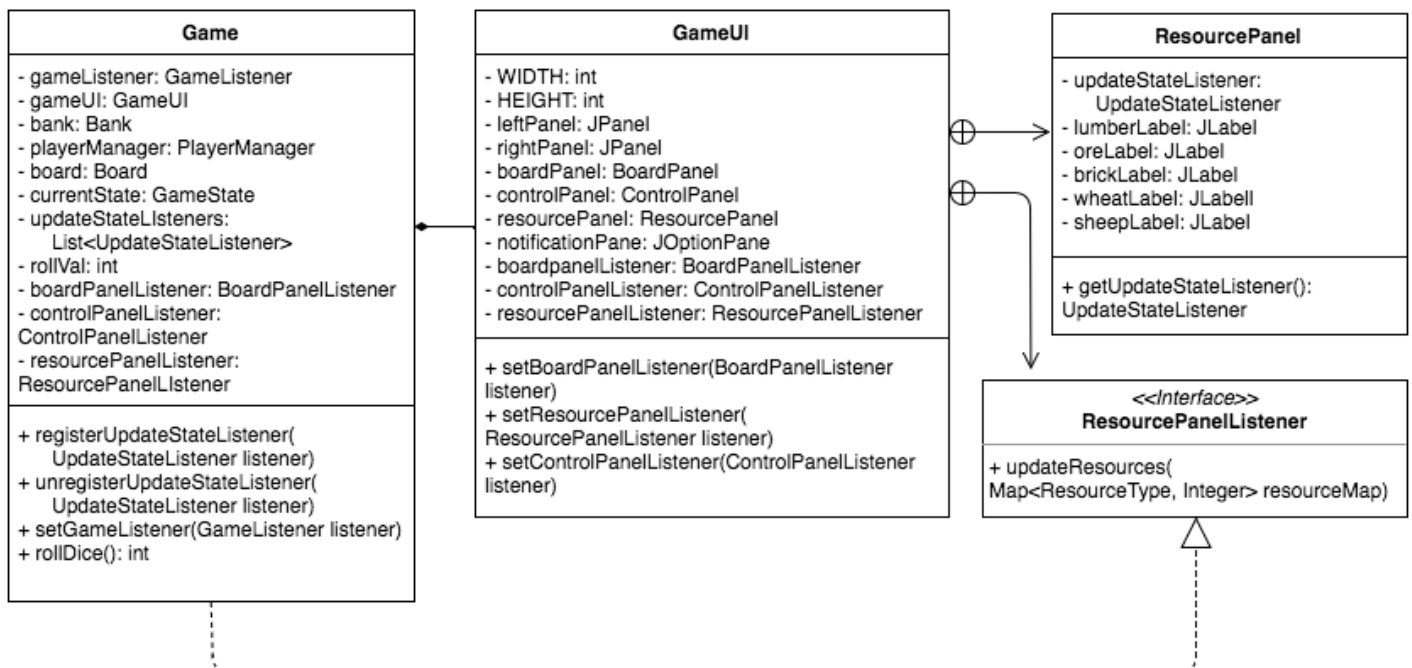 Game
- gameListener: GameListener
- gameUI: GameUI
- bank: Bank
- playerManager: PlayerManager
- board: Board
- currentState: GameState
- updateStateLIsteners:
List<UpdateStateListener>
- rollVal: int
- boardPanelListener: BoardPanelListener
- controlPanelListener:
ControlPanelListener
- resourcePanelListener:
ResourcePanelLIstener
+ registerUpdateStateListener(
UpdateStateListener listener)
+ unregisterUpdateStateListener(
UpdateStateListener listener)
+ setGameListener(GameListener listener)
+ rollDice(): int
GameUI
- WIDTH: int
- HEIGHT: int
- leftPanel: JPanel
- rightPanel: JPanel
- boardPanel: BoardPanel
- controlPanel: ControlPanel
- resourcePanel: ResourcePanel
- notificationPane: JOptionPane
- boardpanelListener: BoardPanelListener
- controlPanelListener: ControlPanelListener
- resourcePanelListener: ResourcePanelListener
+ setBoardPanelListener(BoardPanelListener
listener)
+ setResourcePanelListener(
ResourcePanelListener listener)
+ setControlPanelListener(ControlPanelListener
listener)
ResourcePanel
- updateStateListener:
UpdateStateListener
- lumberLabel: JLabel
- oreLabel: JLabel
- brickLabel: JLabel
- wheatLabel: JLabell
- sheepLabel: JLabel
+ getUpdateStateListener():
UpdateStateListener
<<Interface>>
ResourcePanelListener
+ updateResources(
Map<ResourceType, Integer> resourceMap)